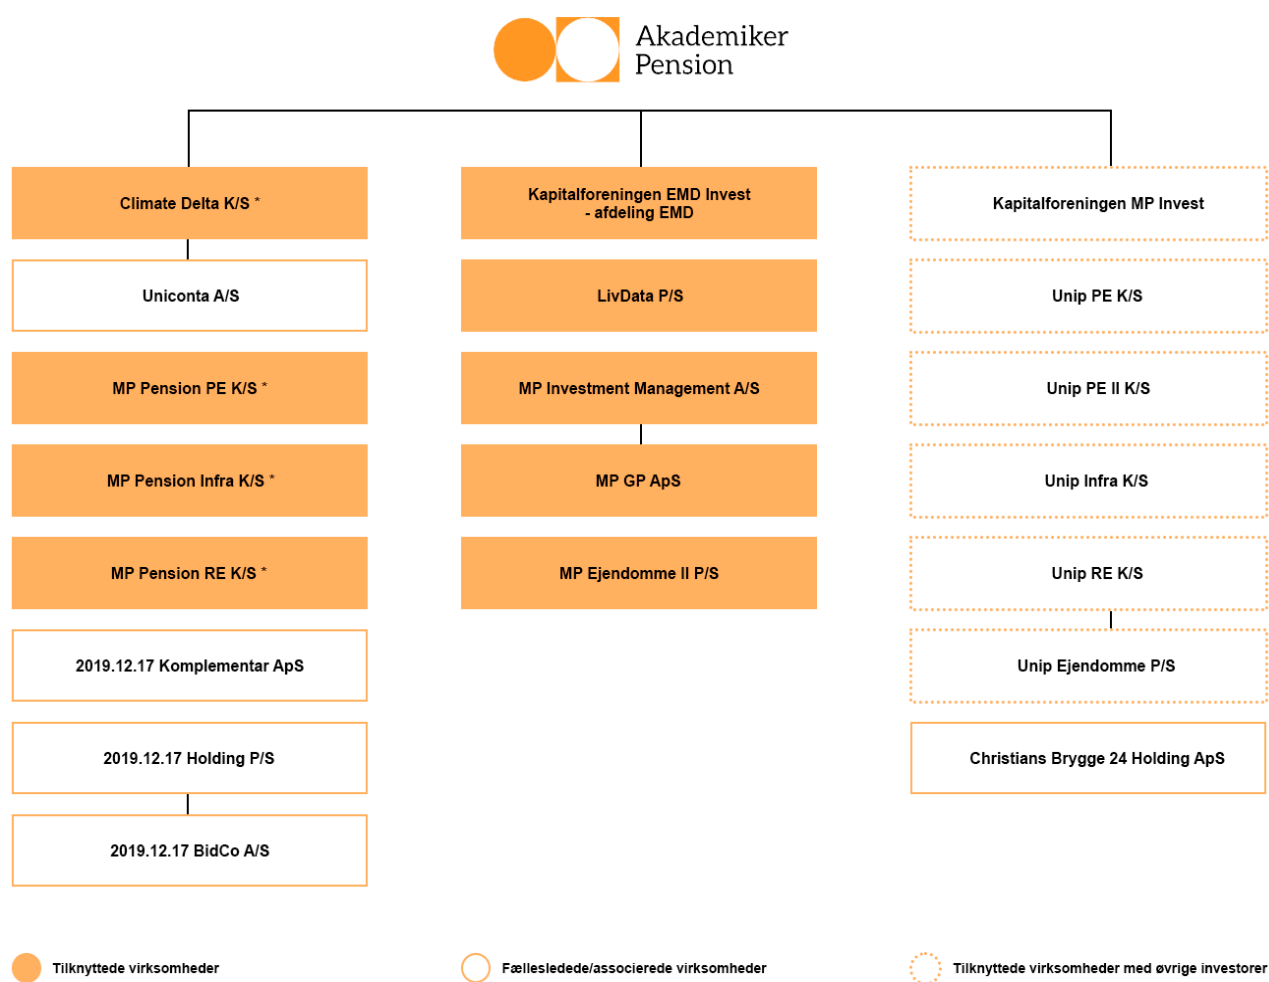 Akademiker
Pension
Climate Delta K/S *
Uniconta A/S
MP Pension PE K/S *
MP Pension Infra K/S *
MP Pension RE K/S *
2019.12.17 Komplementar ApS
2019.12.17 Holding P/S
2019.12.17 BidCo A/S
Kapitalforeningen EMD Invest
- afdeling EMD
LivData P/S
MP Investment Management A/S
MP GP ApS
MP Ejendomme II P/S
Kapitalforeningen MP Invest
Unip PE K/S
Unip PE II K/S
Unip Infra K/S
Unip RE K/S
Unip Ejendomme P/S
Christians Brygge 24 Holding ApS
Tilknyttede virksomheder
Fællesledede/associerede virksomheder
Tilknyttede virksomheder med øvrige investorer